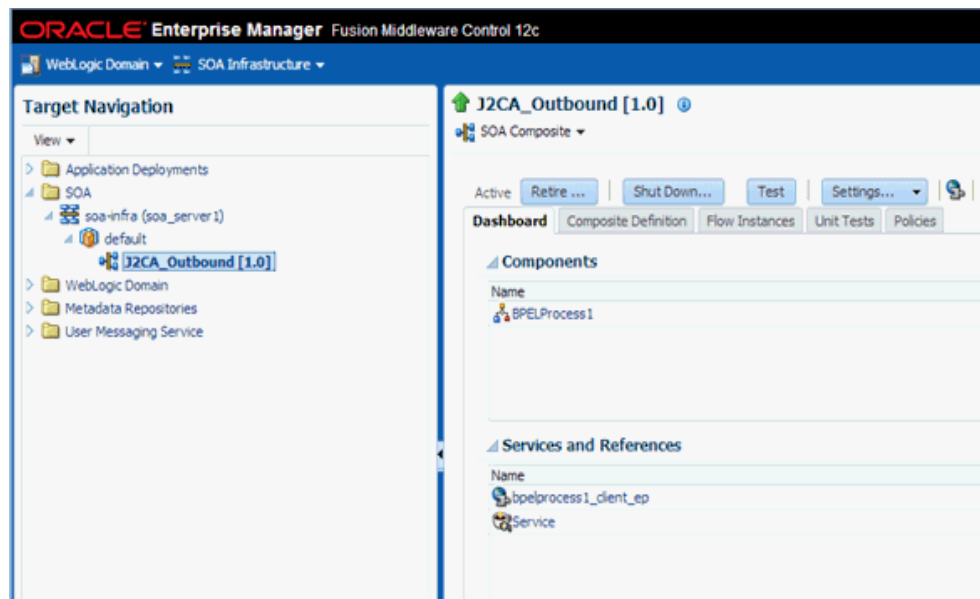 ORACLE Enterprise Manager Fusion Middleware Control 12c
WebLogic Domain SOA Infrastructure
Target Navigation
View
Application Deployments
SOA
soa-infra (soa_server1)
default
J2CA_Outbound [1.0]
WebLogic Domain
Metadata Repositories
User Messaging Service
J2CA_Outbound [1.0]
SOA Composite
Active Retire ... Shut Down... Test Settings...
Dashboard Composite Definition Flow Instances Unit Tests Policies
Components
Name
BPELProcess1
Services and References
Name
bpelprocess1_client_ep
Service